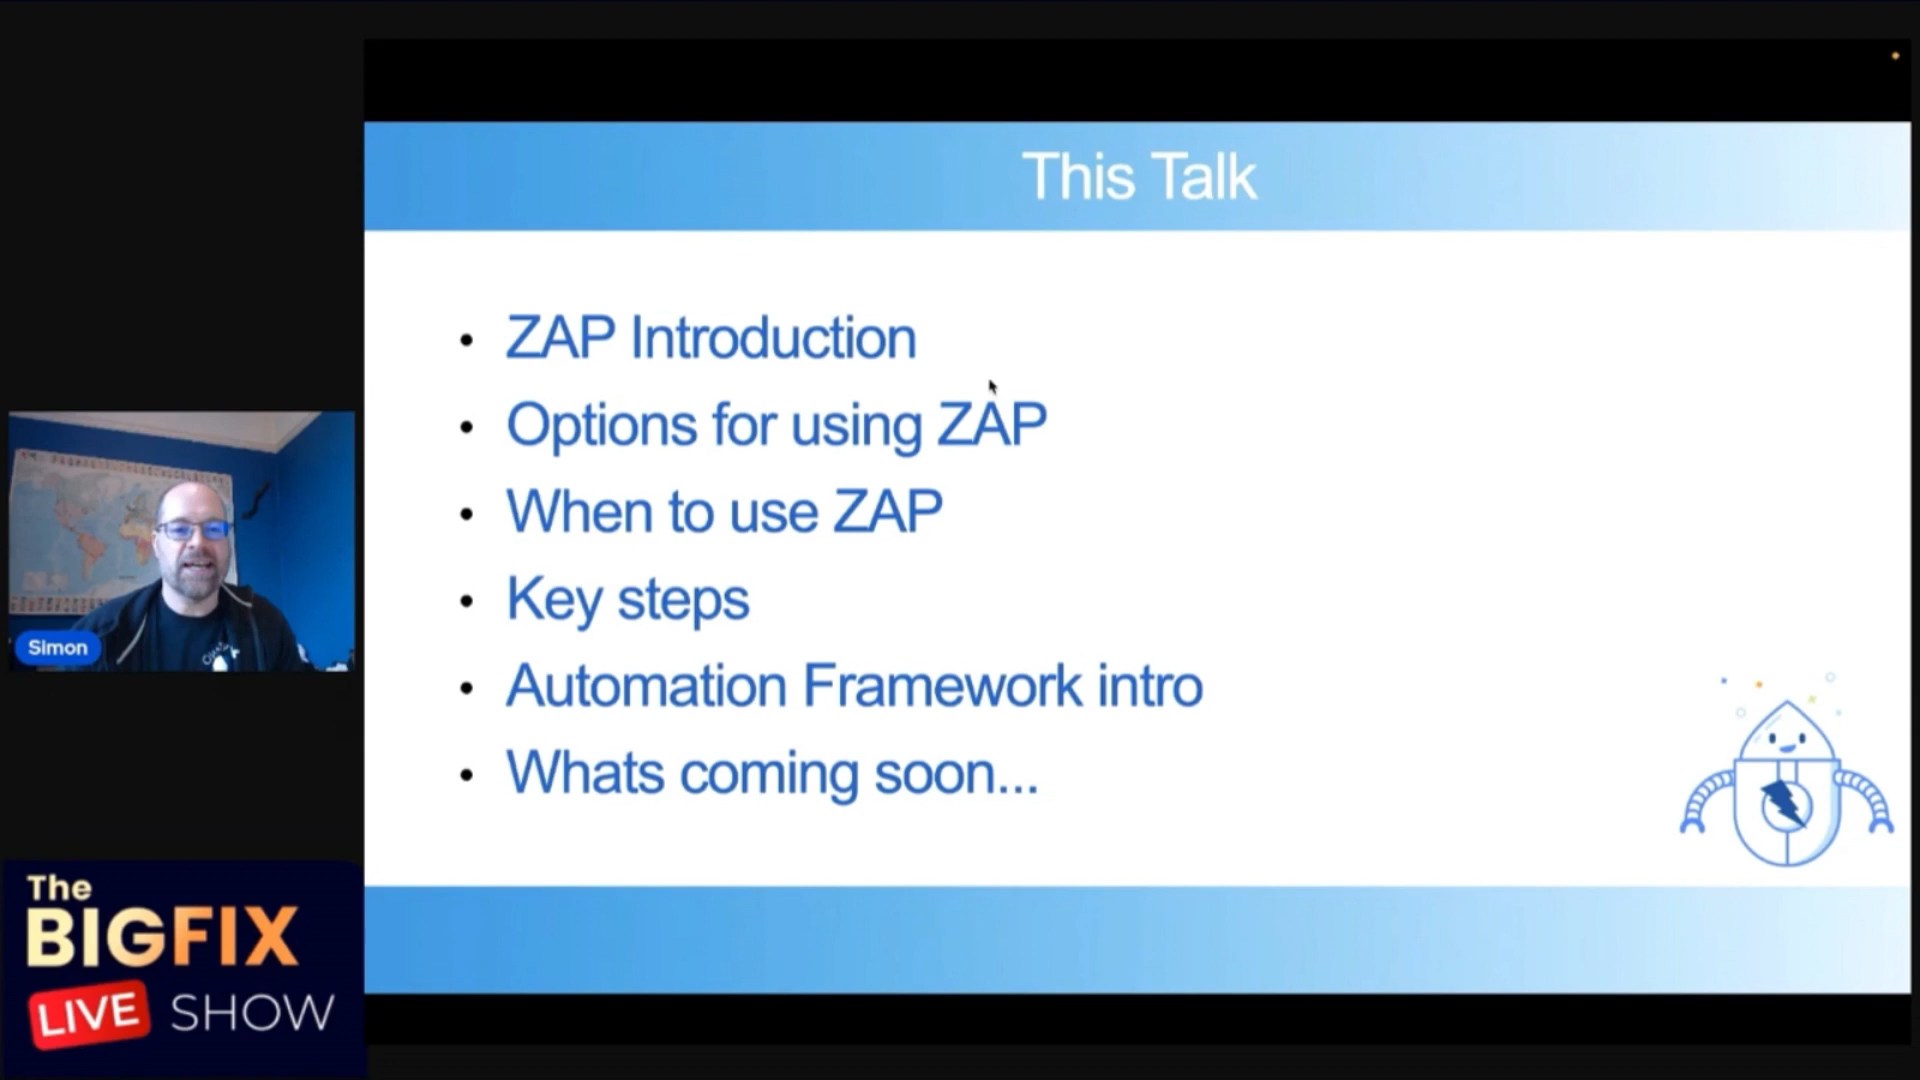 This Talk
ZAP Introduction
Options for using ZAP
When to use ZAP
Key steps
Automation Framework intro
Whats coming soon...
Simon
The
BIGFIX
LIVE SHOW